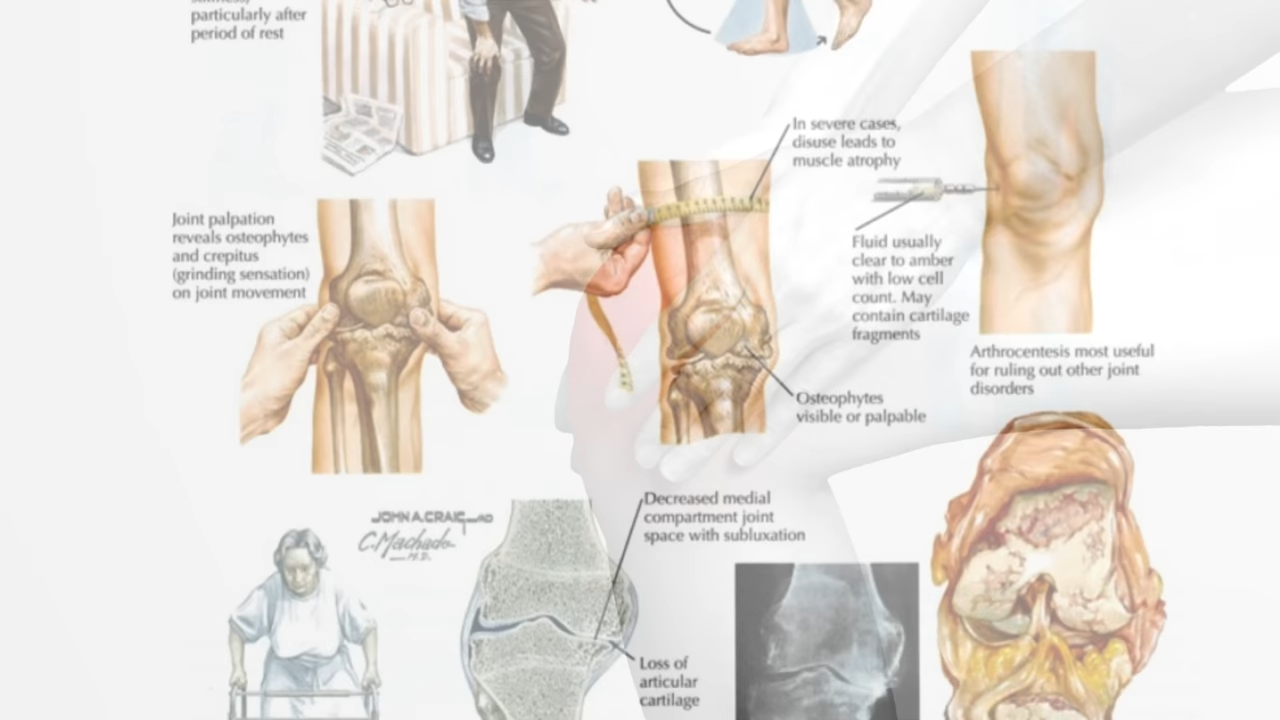 particularly after
period of rest
In severe cases,
disuse leads to
muscle atrophy
Joint palpation
reveals osteophytes
and crepitus
(grinding sensation)
on joint movement
Fluid usually
clear to amber
with low cell
count. May
contain cartilage
fragments
Arthrocentesis most useful
for ruling out other joint
disorders
Osteophytes
visible or palpable
Decreased medial
compartment joint
space with subluxation
JOHN A. CRAIG MD
C. Machado
M.D.
Loss of
articular
cartilage